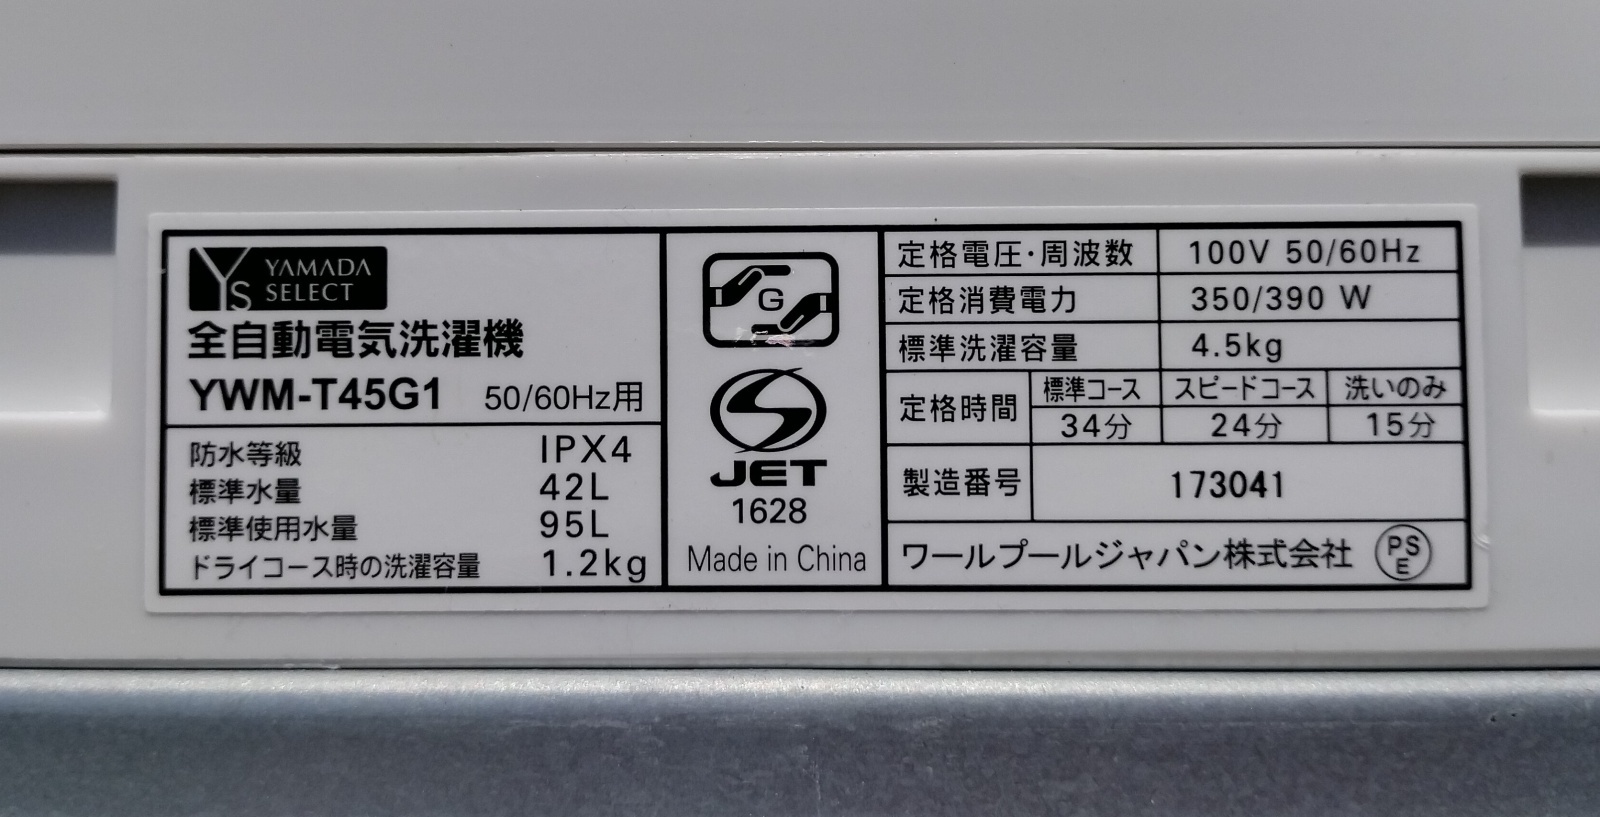 YS YAMADA SELECT
全自動電気洗濯機
YWM-T45G1 50/60Hz用
防水等級 IPX4
標準水量 42L
標準使用水量 95L
ドライコース時の洗濯容量 1.2kg
G
JET
1628
Made in China
定格電圧・周波数 100V 50/60Hz
定格消費電力 350/390 W
標準洗濯容量 4.5kg
定格時間 標準コース スピードコース 洗いのみ
34分 24分 15分
製造番号 173041
ワールプールジャパン株式会社 PSE